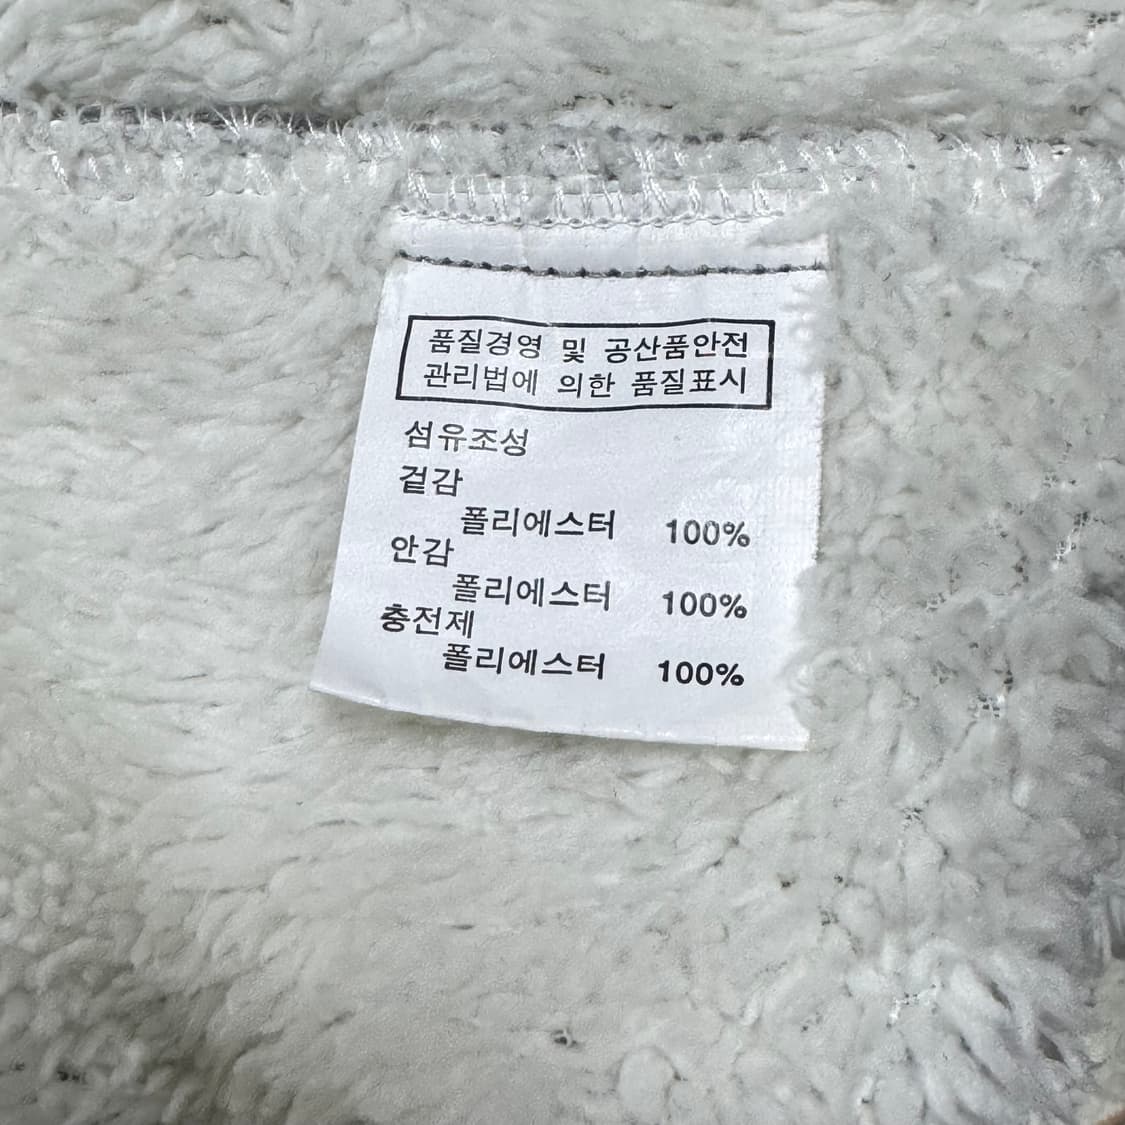 품질경영 및 공산품안전
관리법에 의한 품질표시
섬유조성
겉감
폴리에스터 100%
안감
폴리에스터 100%
충전제
폴리에스터 100%